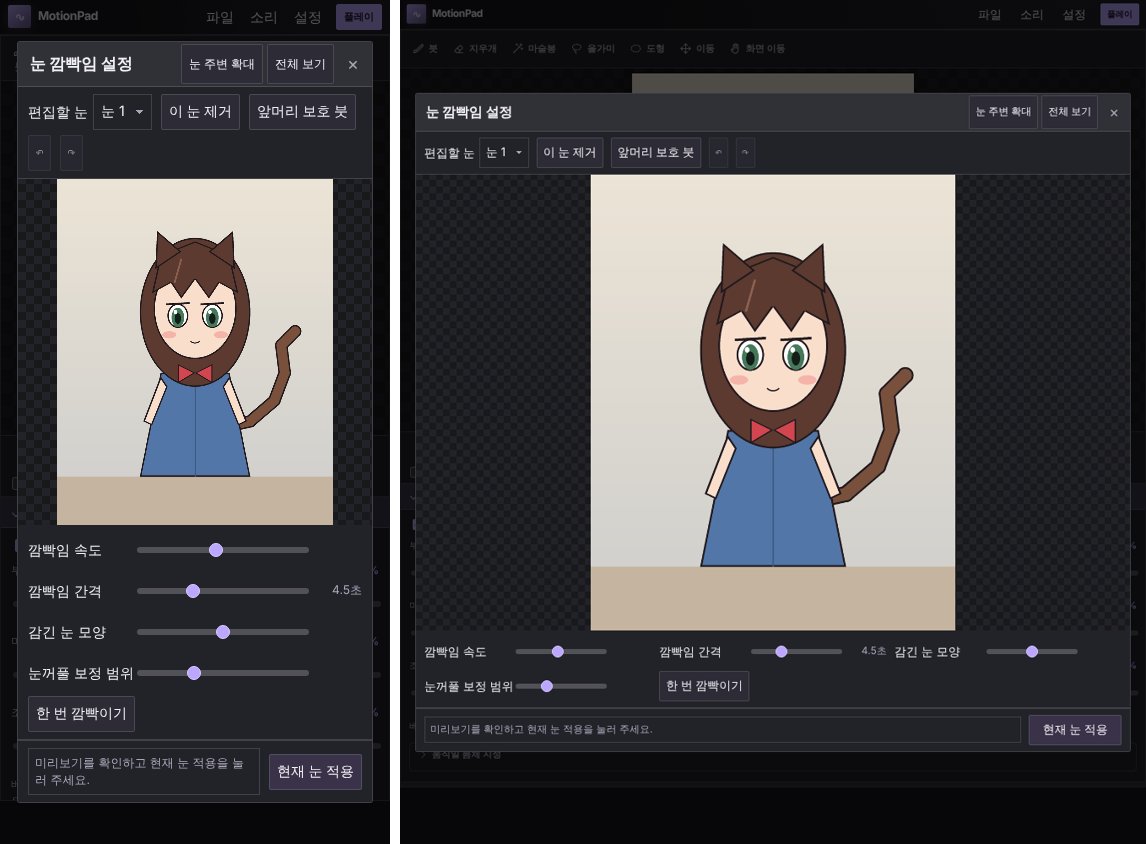 MotionPad
파일 소리 설정 플레이
눈 깜빡임 설정 눈 주변 확대 전체 보기 ×
편집할 눈 눈 1 이 눈 제거 앞머리 보호 붓
↶ ↷
깜빡임 속도
깜빡임 간격 4.5초
감긴 눈 모양
눈꺼풀 보정 범위
한 번 깜빡이기
미리보기를 확인하고 현재 눈 적용을 눌
러 주세요.
현재 눈 적용
MotionPad
파일 소리 설정 플레이
붓 지우개 마술봉 올가미 도형 이동 화면 이동
눈 깜빡임 설정 눈 주변 확대 전체 보기 ×
편집할 눈 눈 1 이 눈 제거 앞머리 보호 붓 ↶ ↷
깜빡임 속도 깜빡임 간격 4.5초 감긴 눈 모양
눈꺼풀 보정 범위 한 번 깜빡이기
미리보기를 확인하고 현재 눈 적용을 눌러 주세요. 현재 눈 적용